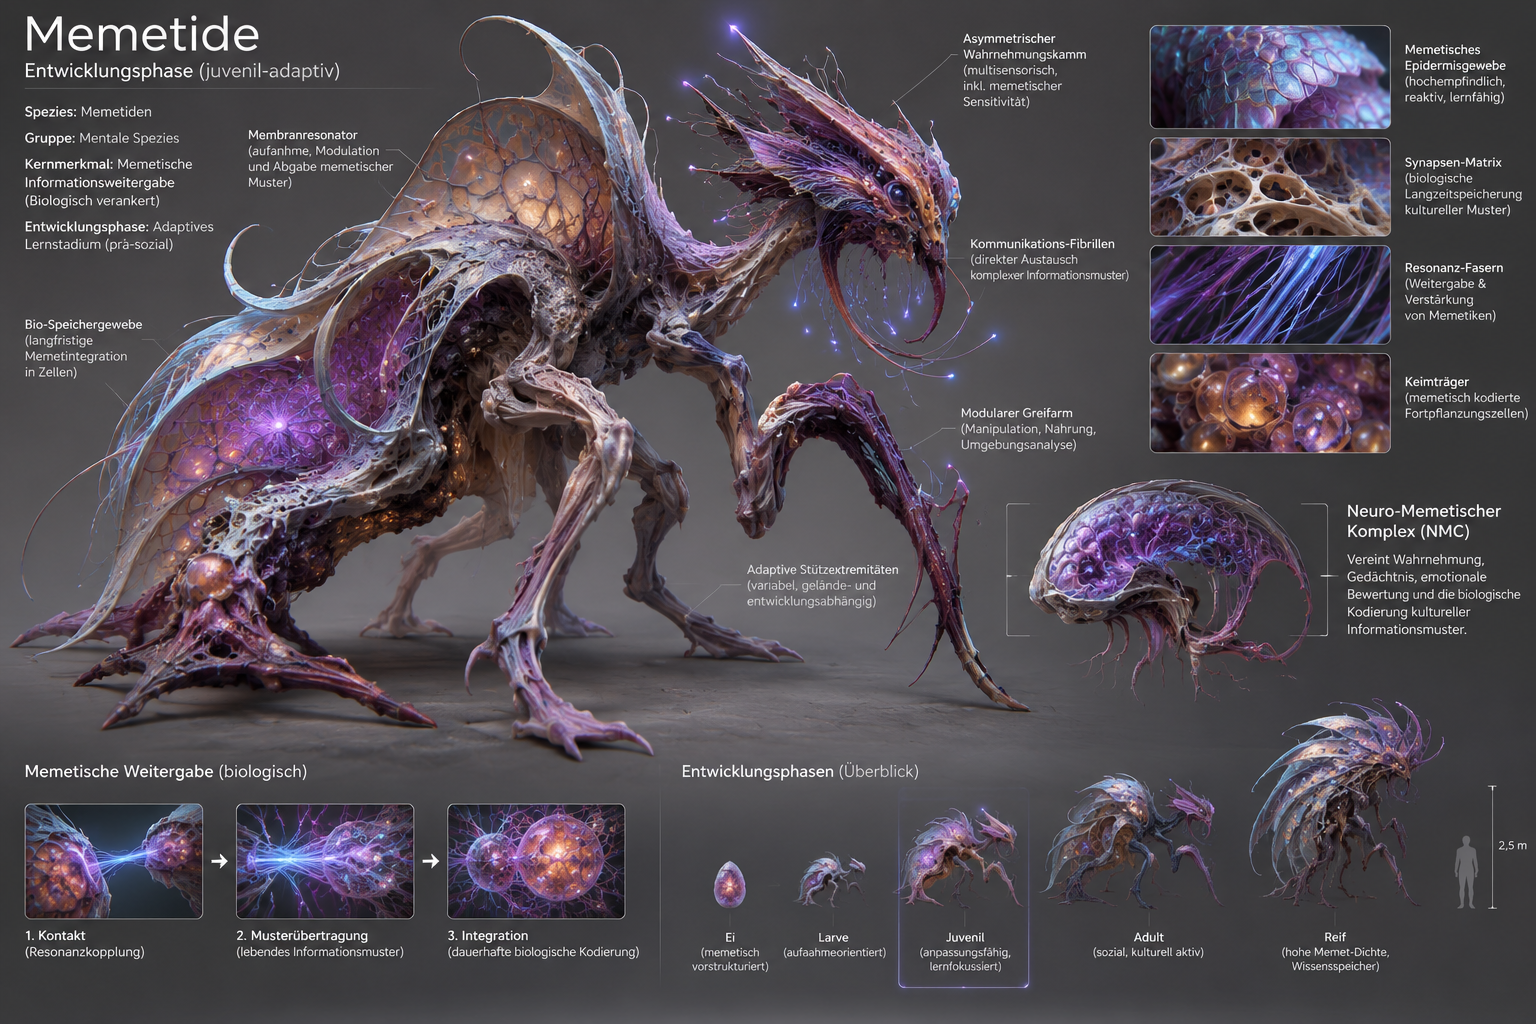 Memetide
Entwicklungsphase (juvenil-adaptiv)
Spezies: Memetiden
Gruppe: Mentale Spezies
Kernmerkmal: Memetische
Informationsweitergabe
(Biologisch verankert)
Entwicklungsphase: Adaptives
Lernstadium (prä-sozial)
Membranresonator
(aufanhme, Modulation
und Abgabe memetischer
Muster)
Bio-Speichergewebe
(langfristige
Memetintegration
in Zellen)
Asymmetrischer
Wahrnehmungskamm
(multisensorisch,
inkl. memetischer
Sensitivität)
Kommunikations-Fibrillen
(direkter Austausch
komplexer Informationsmuster)
Modularer Greifarm
(Manipulation, Nahrung,
Umgebungsanalyse)
Adaptive Stützextremitäten
(variabel, gelände- und
entwicklungsabhängig)
Memetisches
Epidermisgewebe
(hochempfindlich,
reaktiv, lernfähig)
Synapsen-Matrix
(biologische
Langzeitspeicherung
kultureller Muster)
Resonanz-Fasern
(Weitergabe &
Verstärkung
von Memetiken)
Keimträger
(memetisch kodierte
Fortpflanzungszellen)
Neuro-Memetischer
Komplex (NMC)
Vereint Wahrnehmung,
Gedächtnis, emotionale
Bewertung und die biologische
Kodierung kultureller
Informationsmuster.
Memetische Weitergabe (biologisch)
1. Kontakt
(Resonanzkopplung)
2. Musterübertragung
(lebendes Informationsmuster)
3. Integration
(dauerhafte biologische Kodierung)
Entwicklungsphasen (Überblick)
Ei
(memetisch
vorstrukturiert)
Larve
(aufaahmeorientiert)
Juvenil
(anpassungsfähig,
lernfokussiert)
Adult
(sozial, kulturell aktiv)
Reif
(hohe Memet-Dichte,
Wissensspeicher)
2,5 m